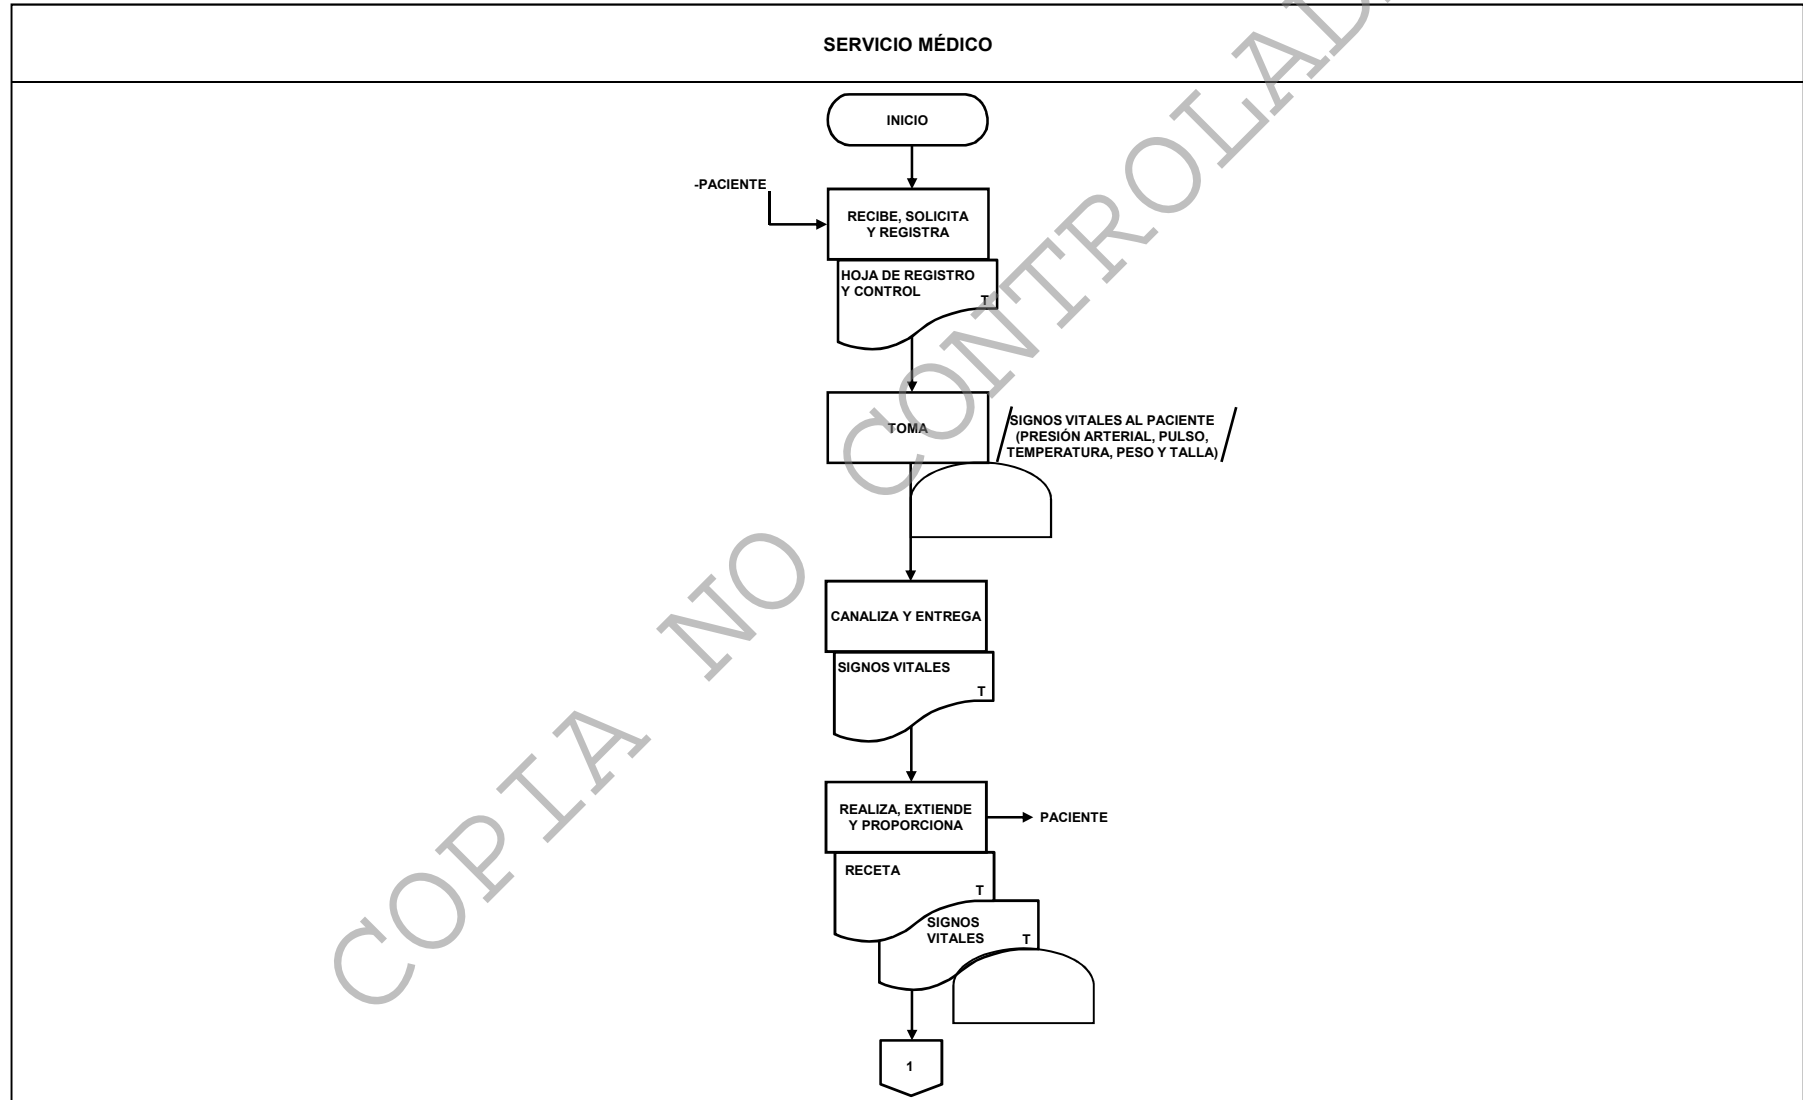 SERVICIO MÉDICO
INICIO
-PACIENTE
RECIBE, SOLICITA
Y REGISTRA
HOJA DE REGISTRO
Y CONTROL
T
TOMA
SIGNOS VITALES AL PACIENTE
(PRESIÓN ARTERIAL, PULSO,
TEMPERATURA, PESO Y TALLA)
CANALIZA Y ENTREGA
SIGNOS VITALES
T
REALIZA, EXTIENDE
Y PROPORCIONA
PACIENTE
RECETA
T
SIGNOS
VITALES
T
1
COPIA NO CONTROLAD